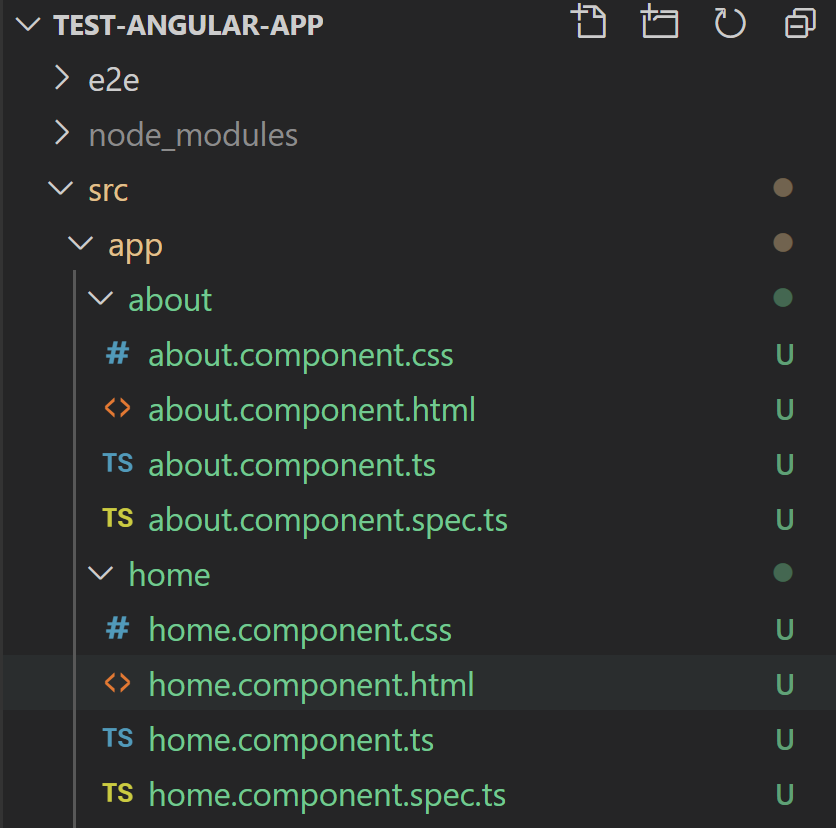 TEST-ANGULAR-APP
e2e
node_modules
src
app
about
# about.component.css U
<> about.component.html U
TS about.component.ts U
TS about.component.spec.ts U
home
# home.component.css U
<> home.component.html U
TS home.component.ts U
TS home.component.spec.ts U